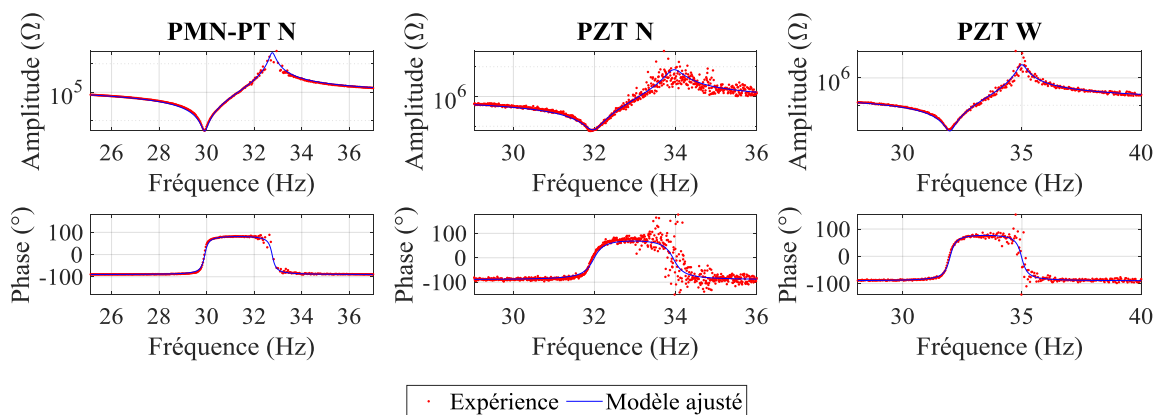 PMN-PT N
Amplitude (Ω)
10^5
26 28 30 32 34 36
Fréquence (Hz)
PZT N
Amplitude (Ω)
10^6
30 32 34 36
Fréquence (Hz)
PZT W
Amplitude (Ω)
10^6
30 35 40
Fréquence (Hz)
Phase (°)
100
0
-100
26 28 30 32 34 36
Fréquence (Hz)
Phase (°)
100
0
-100
30 32 34 36
Fréquence (Hz)
Phase (°)
100
0
-100
30 35 40
Fréquence (Hz)
Expérience Modèle ajusté